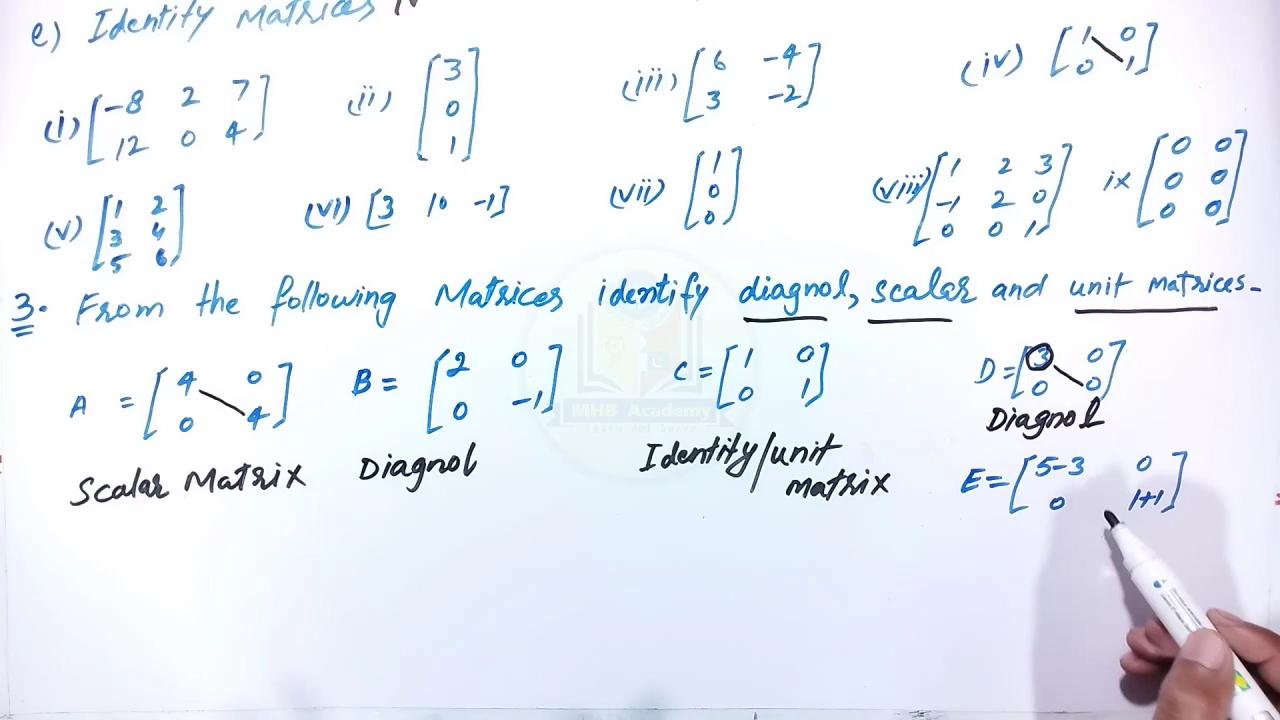 e) Identify Matrices
(i) [-8 2 7
12 0 4]
(ii) [3
0
1]
(iii) [6 -4
3 -2]
(iv) [1 0
0 1]
(v) [1 2
3 4
5 6]
(vi) [3 10 -1]
(vii) [1
0
0]
(viii) [1 2 3
-1 2 0
0 0 1]
ix [0 0
0 0
0 0]
3. From the following Matrices identify diagnol, scalar and unit matrices-
A = [4 0
0 4]
Scalar Matrix
B = [2 0
0 -1]
Diagnol
C = [1 0
0 1]
Identity/unit
matrix
D = [3 0
0 0]
Diagnol
E = [5-3 0
0 1+1]
MHB Academy